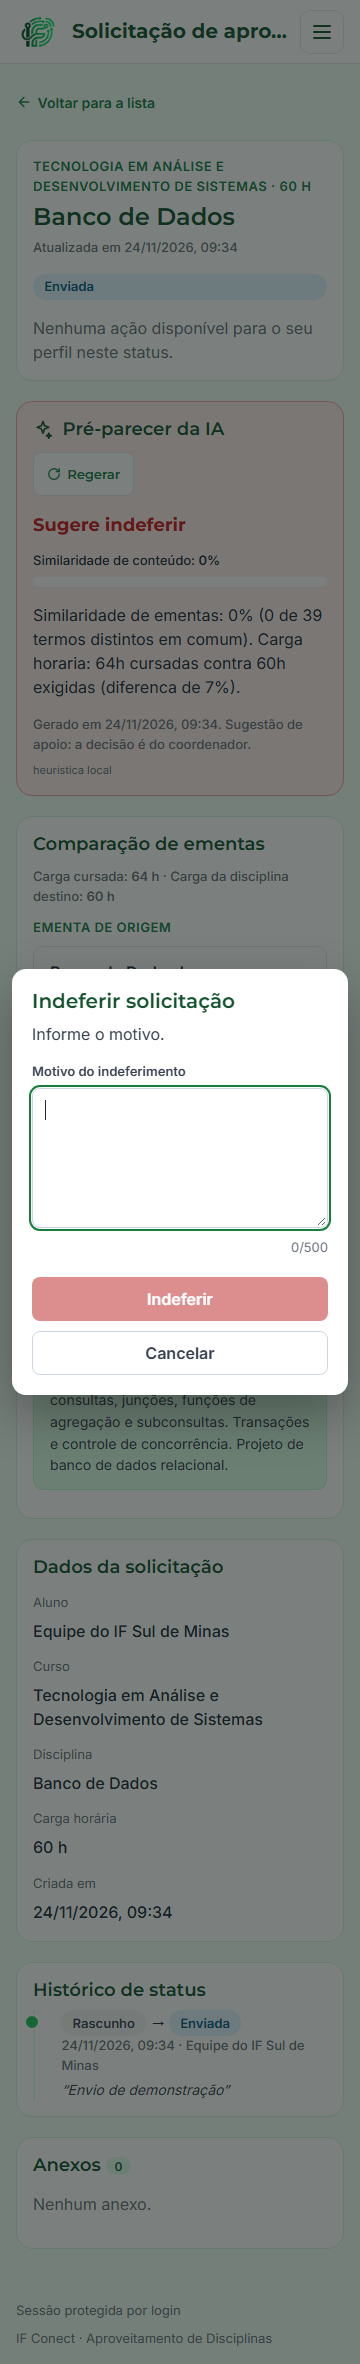 Solicitação de apro...
← Voltar para a lista
TECNOLOGIA EM ANÁLISE E
DESENVOLVIMENTO DE SISTEMAS · 60 H
Banco de Dados
Atualizada em 24/11/2026, 09:34
Enviada
Nenhuma ação disponível para o seu
perfil neste status.
Pré-parecer da IA
Regerar
Sugere indeferir
Similaridade de conteúdo: 0%
Similaridade de ementas: 0% (0 de 39
termos distintos em comum). Carga
horaria: 64h cursadas contra 60h
exigidas (diferenca de 7%).
Gerado em 24/11/2026, 09:34. Sugestão de
apoio: a decisão é do coordenador.
heurística local
Comparação de ementas
Carga cursada: 64 h · Carga da disciplina
destino: 60 h
EMENTA DE ORIGEM
Indeferir solicitação
Informe o motivo.
Motivo do indeferimento
0/500
Indeferir
Cancelar
consultas, junções, funções de
agregação e subconsultas. Transações
e controle de concorrência. Projeto de
banco de dados relacional.
Dados da solicitação
Aluno
Equipe do IF Sul de Minas
Curso
Tecnologia em Análise e
Desenvolvimento de Sistemas
Disciplina
Banco de Dados
Carga horária
60 h
Criada em
24/11/2026, 09:34
Histórico de status
Rascunho → Enviada
24/11/2026, 09:34 · Equipe do IF Sul de
Minas
“Envio de demonstração”
Anexos 0
Nenhum anexo.
Sessão protegida por login
IF Conect · Aproveitamento de Disciplinas